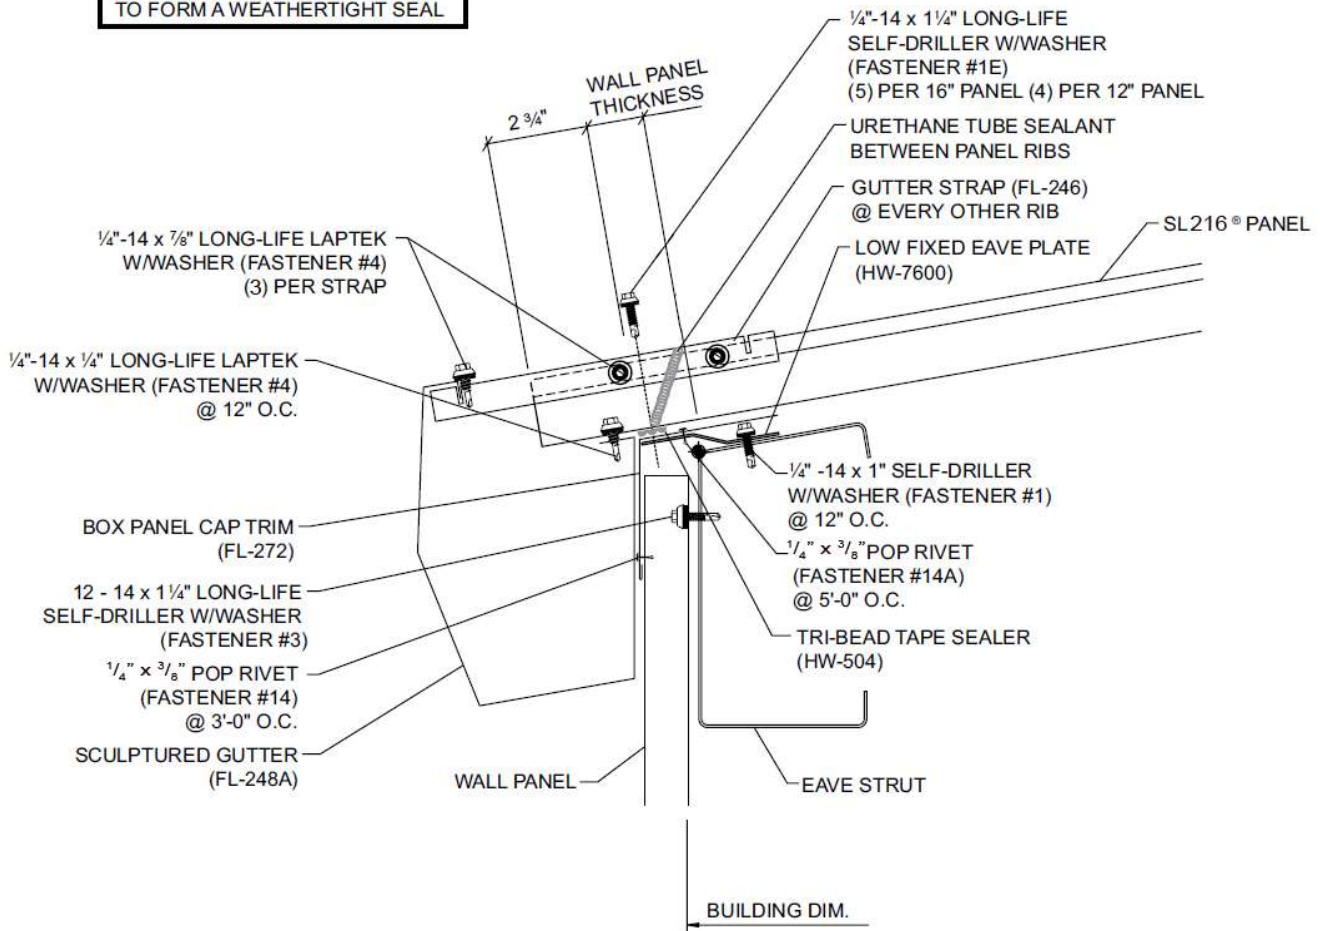 TO FORM A WEATHERTIGHT SEAL
¼"-14 x 1¼" LONG-LIFE
SELF-DRILLER W/WASHER
(FASTENER #1E)
(5) PER 16" PANEL (4) PER 12" PANEL
WALL PANEL
THICKNESS
2 ¾"
URETHANE TUBE SEALANT
BETWEEN PANEL RIBS
GUTTER STRAP (FL-246)
@ EVERY OTHER RIB
SL216 ® PANEL
LOW FIXED EAVE PLATE
(HW-7600)
¼"-14 x ⅞" LONG-LIFE LAPTEK
W/WASHER (FASTENER #4)
(3) PER STRAP
¼"-14 x ¼" LONG-LIFE LAPTEK
W/WASHER (FASTENER #4)
@ 12" O.C.
¼" -14 x 1" SELF-DRILLER
W/WASHER (FASTENER #1)
@ 12" O.C.
BOX PANEL CAP TRIM
(FL-272)
¼" x ⅜" POP RIVET
(FASTENER #14A)
@ 5'-0" O.C.
12 - 14 x 1¼" LONG-LIFE
SELF-DRILLER W/WASHER
(FASTENER #3)
TRI-BEAD TAPE SEALER
(HW-504)
¼" x ⅜" POP RIVET
(FASTENER #14)
@ 3'-0" O.C.
SCULPTURED GUTTER
(FL-248A)
WALL PANEL
EAVE STRUT
BUILDING DIM.